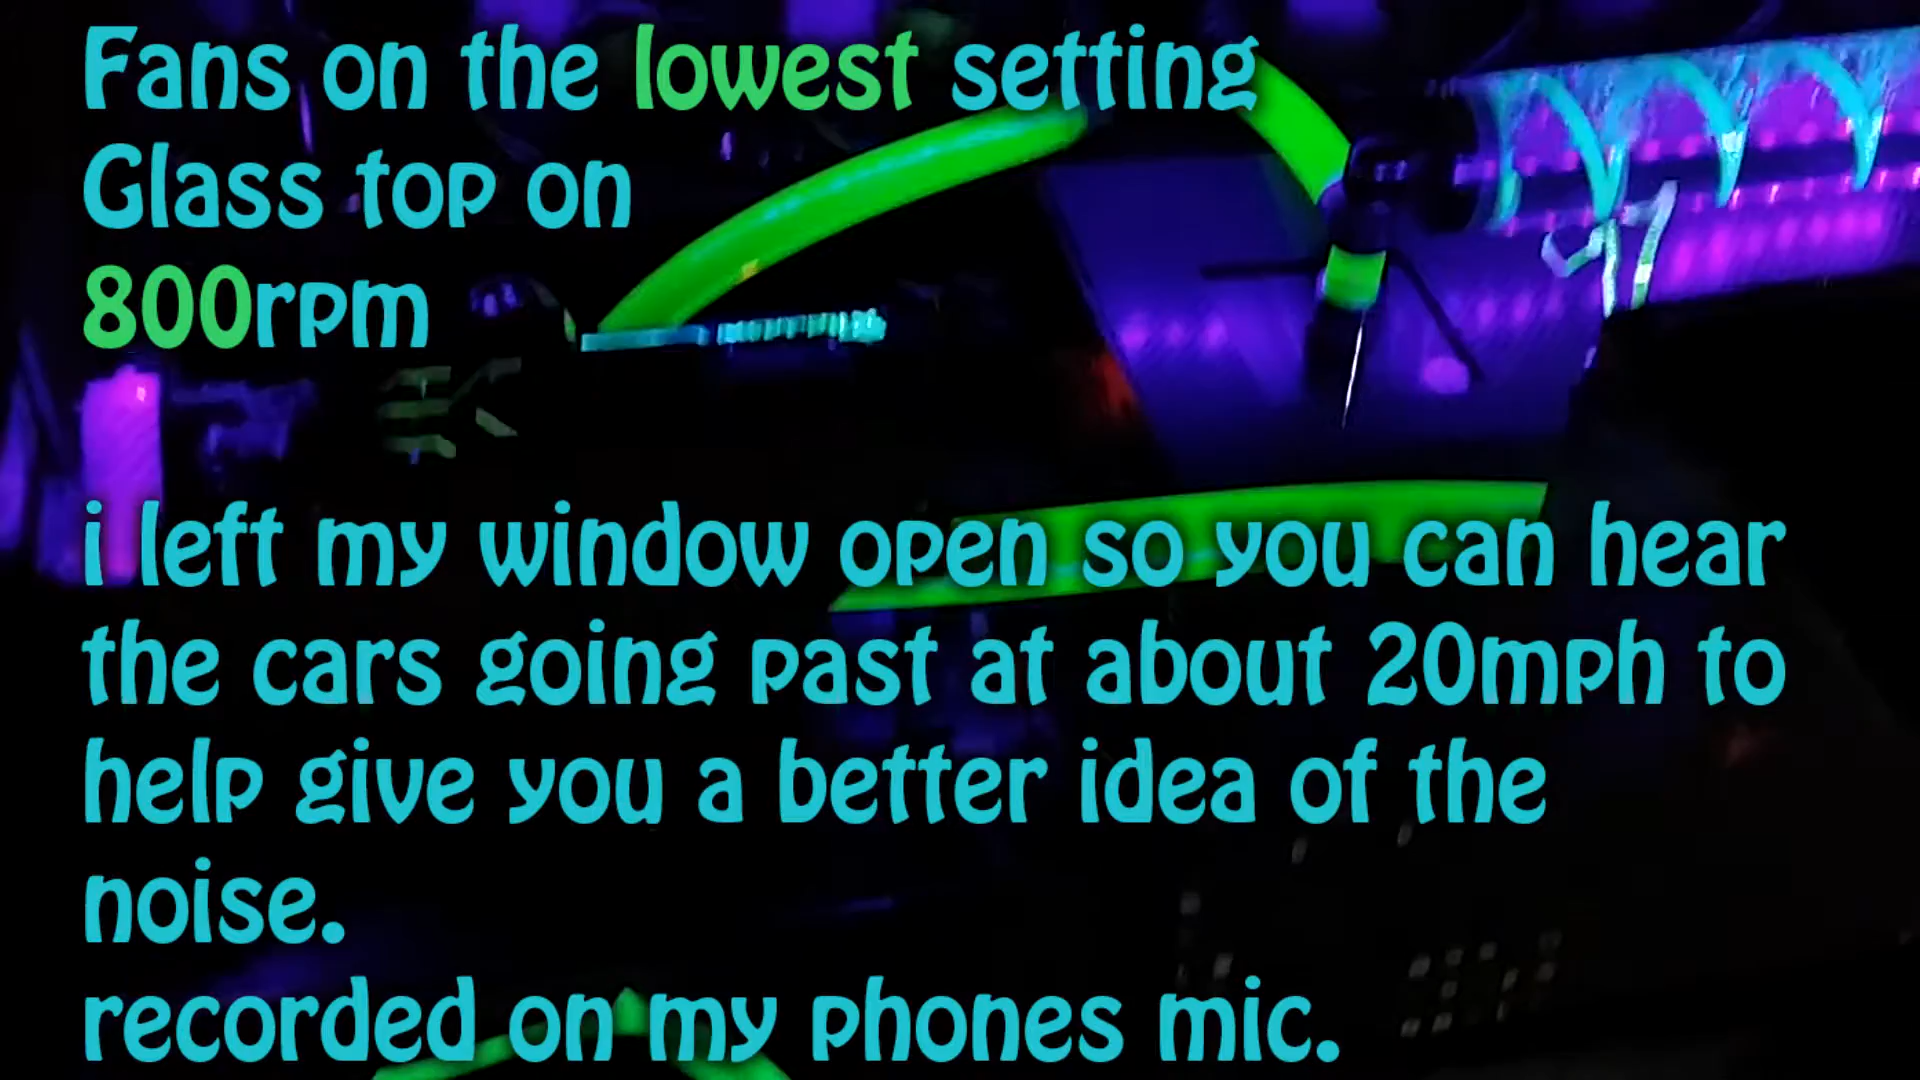 Fans on the lowest setting
Glass top on
800rpm
EK
i left my window open so you can hear
the cars going past at about 20mph to
help give you a better idea of the
noise.
recorded on my phones mic.